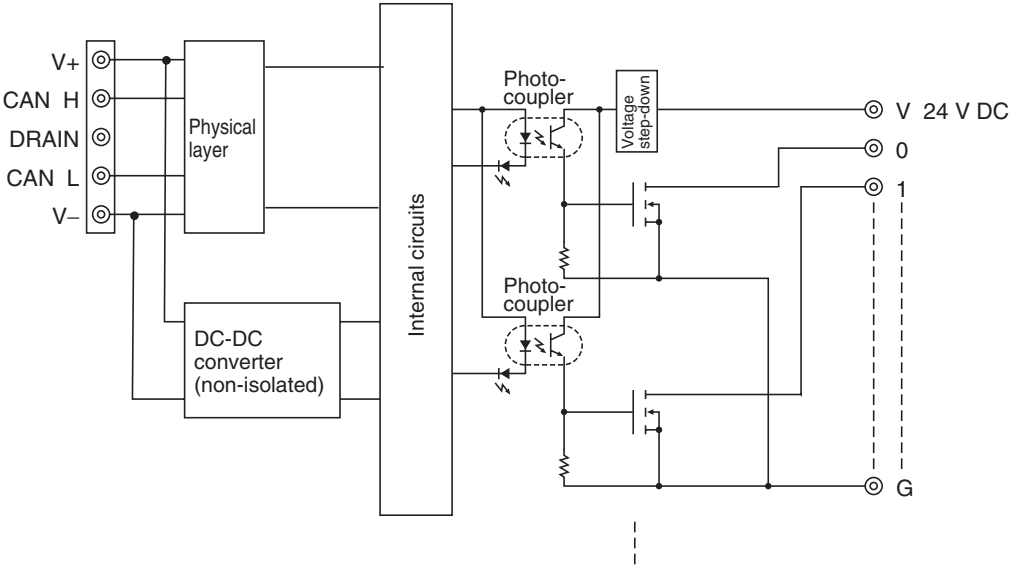 V+
CAN H
DRAIN
CAN L
V–
Physical
layer
DC-DC
converter
(non-isolated)
Internal circuits
Photo-
coupler
Voltage
step-down
Photo-
coupler
V 24 V DC
0
1
G